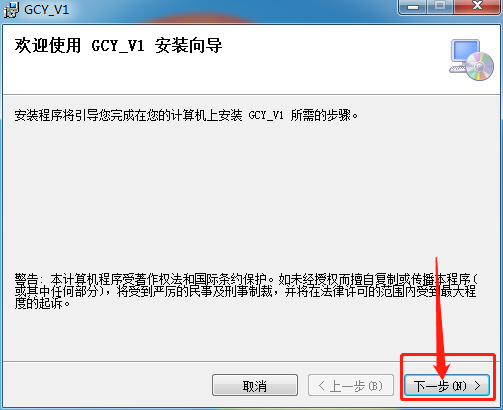 GCY_V1
欢迎使用 GCY_V1 安装向导
安装程序将引导您完成在您的计算机上安装 GCY_V1 所需的步骤。
警告: 本计算机程序受著作权法和国际条约保护。如未经授权而擅自复制或传播本程序(
或其中任何部分)，将受到严厉的民事及刑事制裁，并将在法律许可的范围内受到最大程
度的起诉。
取消
< 上一步(B)
下一步(N) >